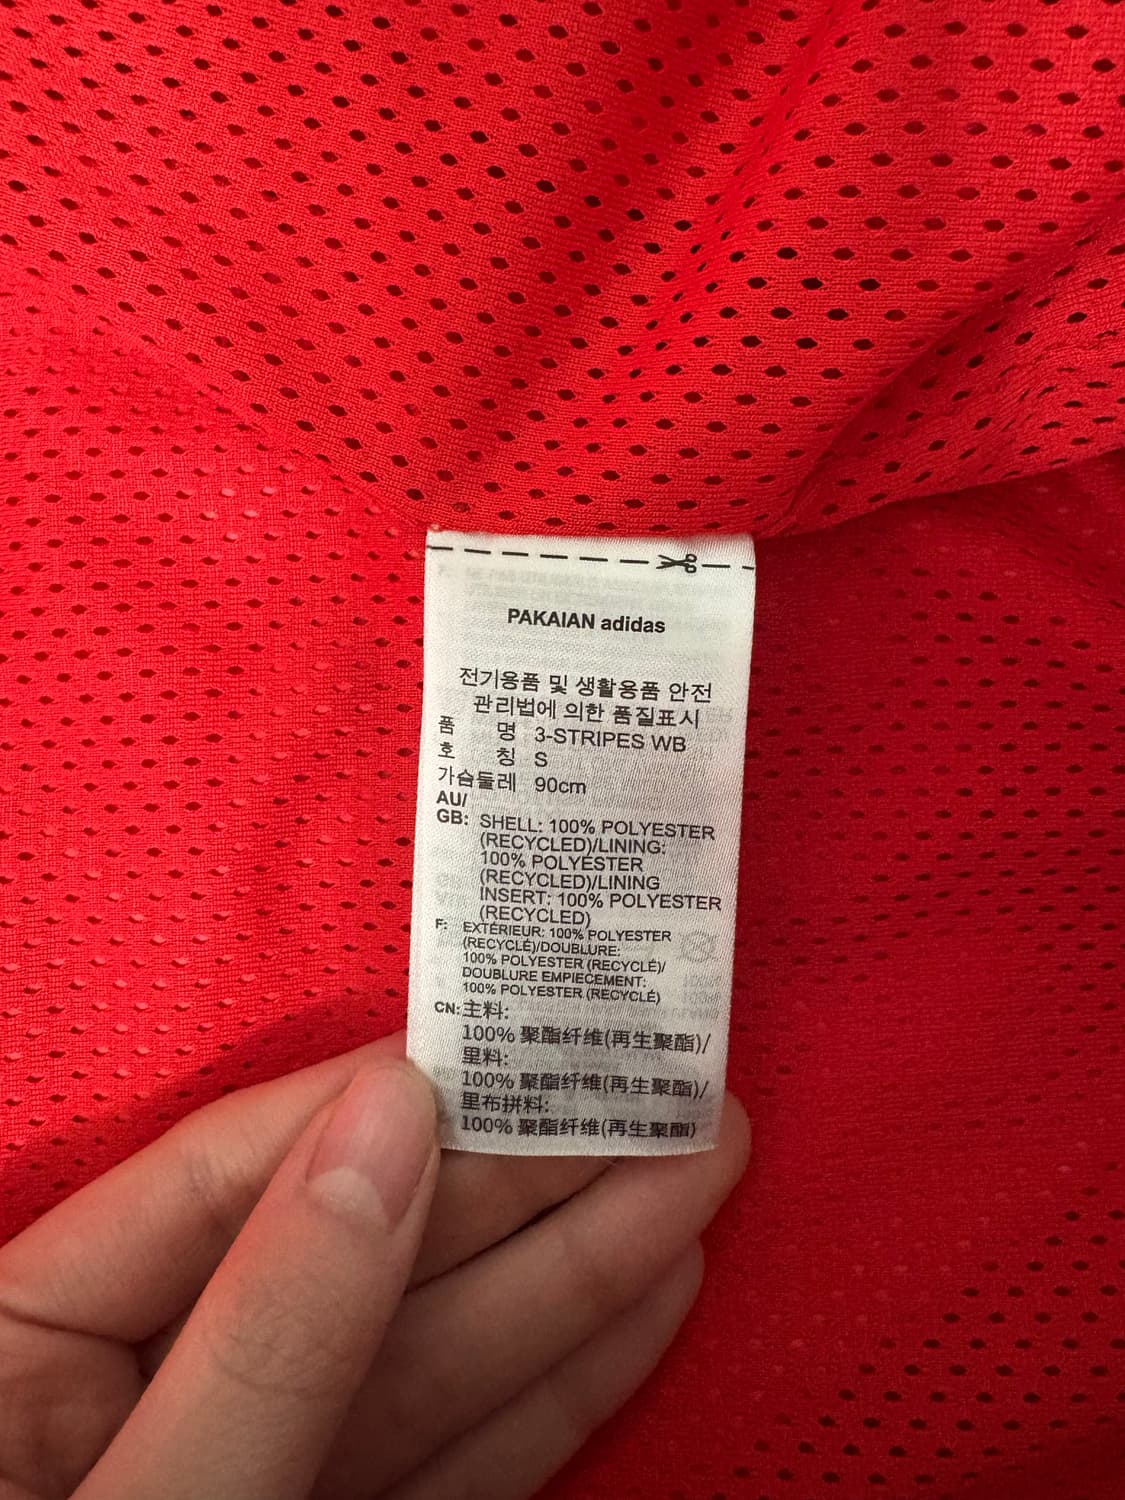 PAKAIAN adidas
전기용품 및 생활용품 안전
관리법에 의한 품질표시
품 명 3-STRIPES WB
호 칭 S
가슴둘레 90cm
AU/
GB: SHELL: 100% POLYESTER
(RECYCLED)/LINING:
100% POLYESTER
(RECYCLED)/LINING
INSERT: 100% POLYESTER
(RECYCLED)
F: EXTÉRIEUR: 100% POLYESTER
(RECYCLÉ)/DOUBLURE:
100% POLYESTER (RECYCLÉ)/
DOUBLURE EMPIECEMENT:
100% POLYESTER (RECYCLÉ)
CN: 主料:
100% 聚酯纤维(再生聚酯)/
里料:
100% 聚酯纤维(再生聚酯)/
里布拼料:
100% 聚酯纤维(再生聚酯)